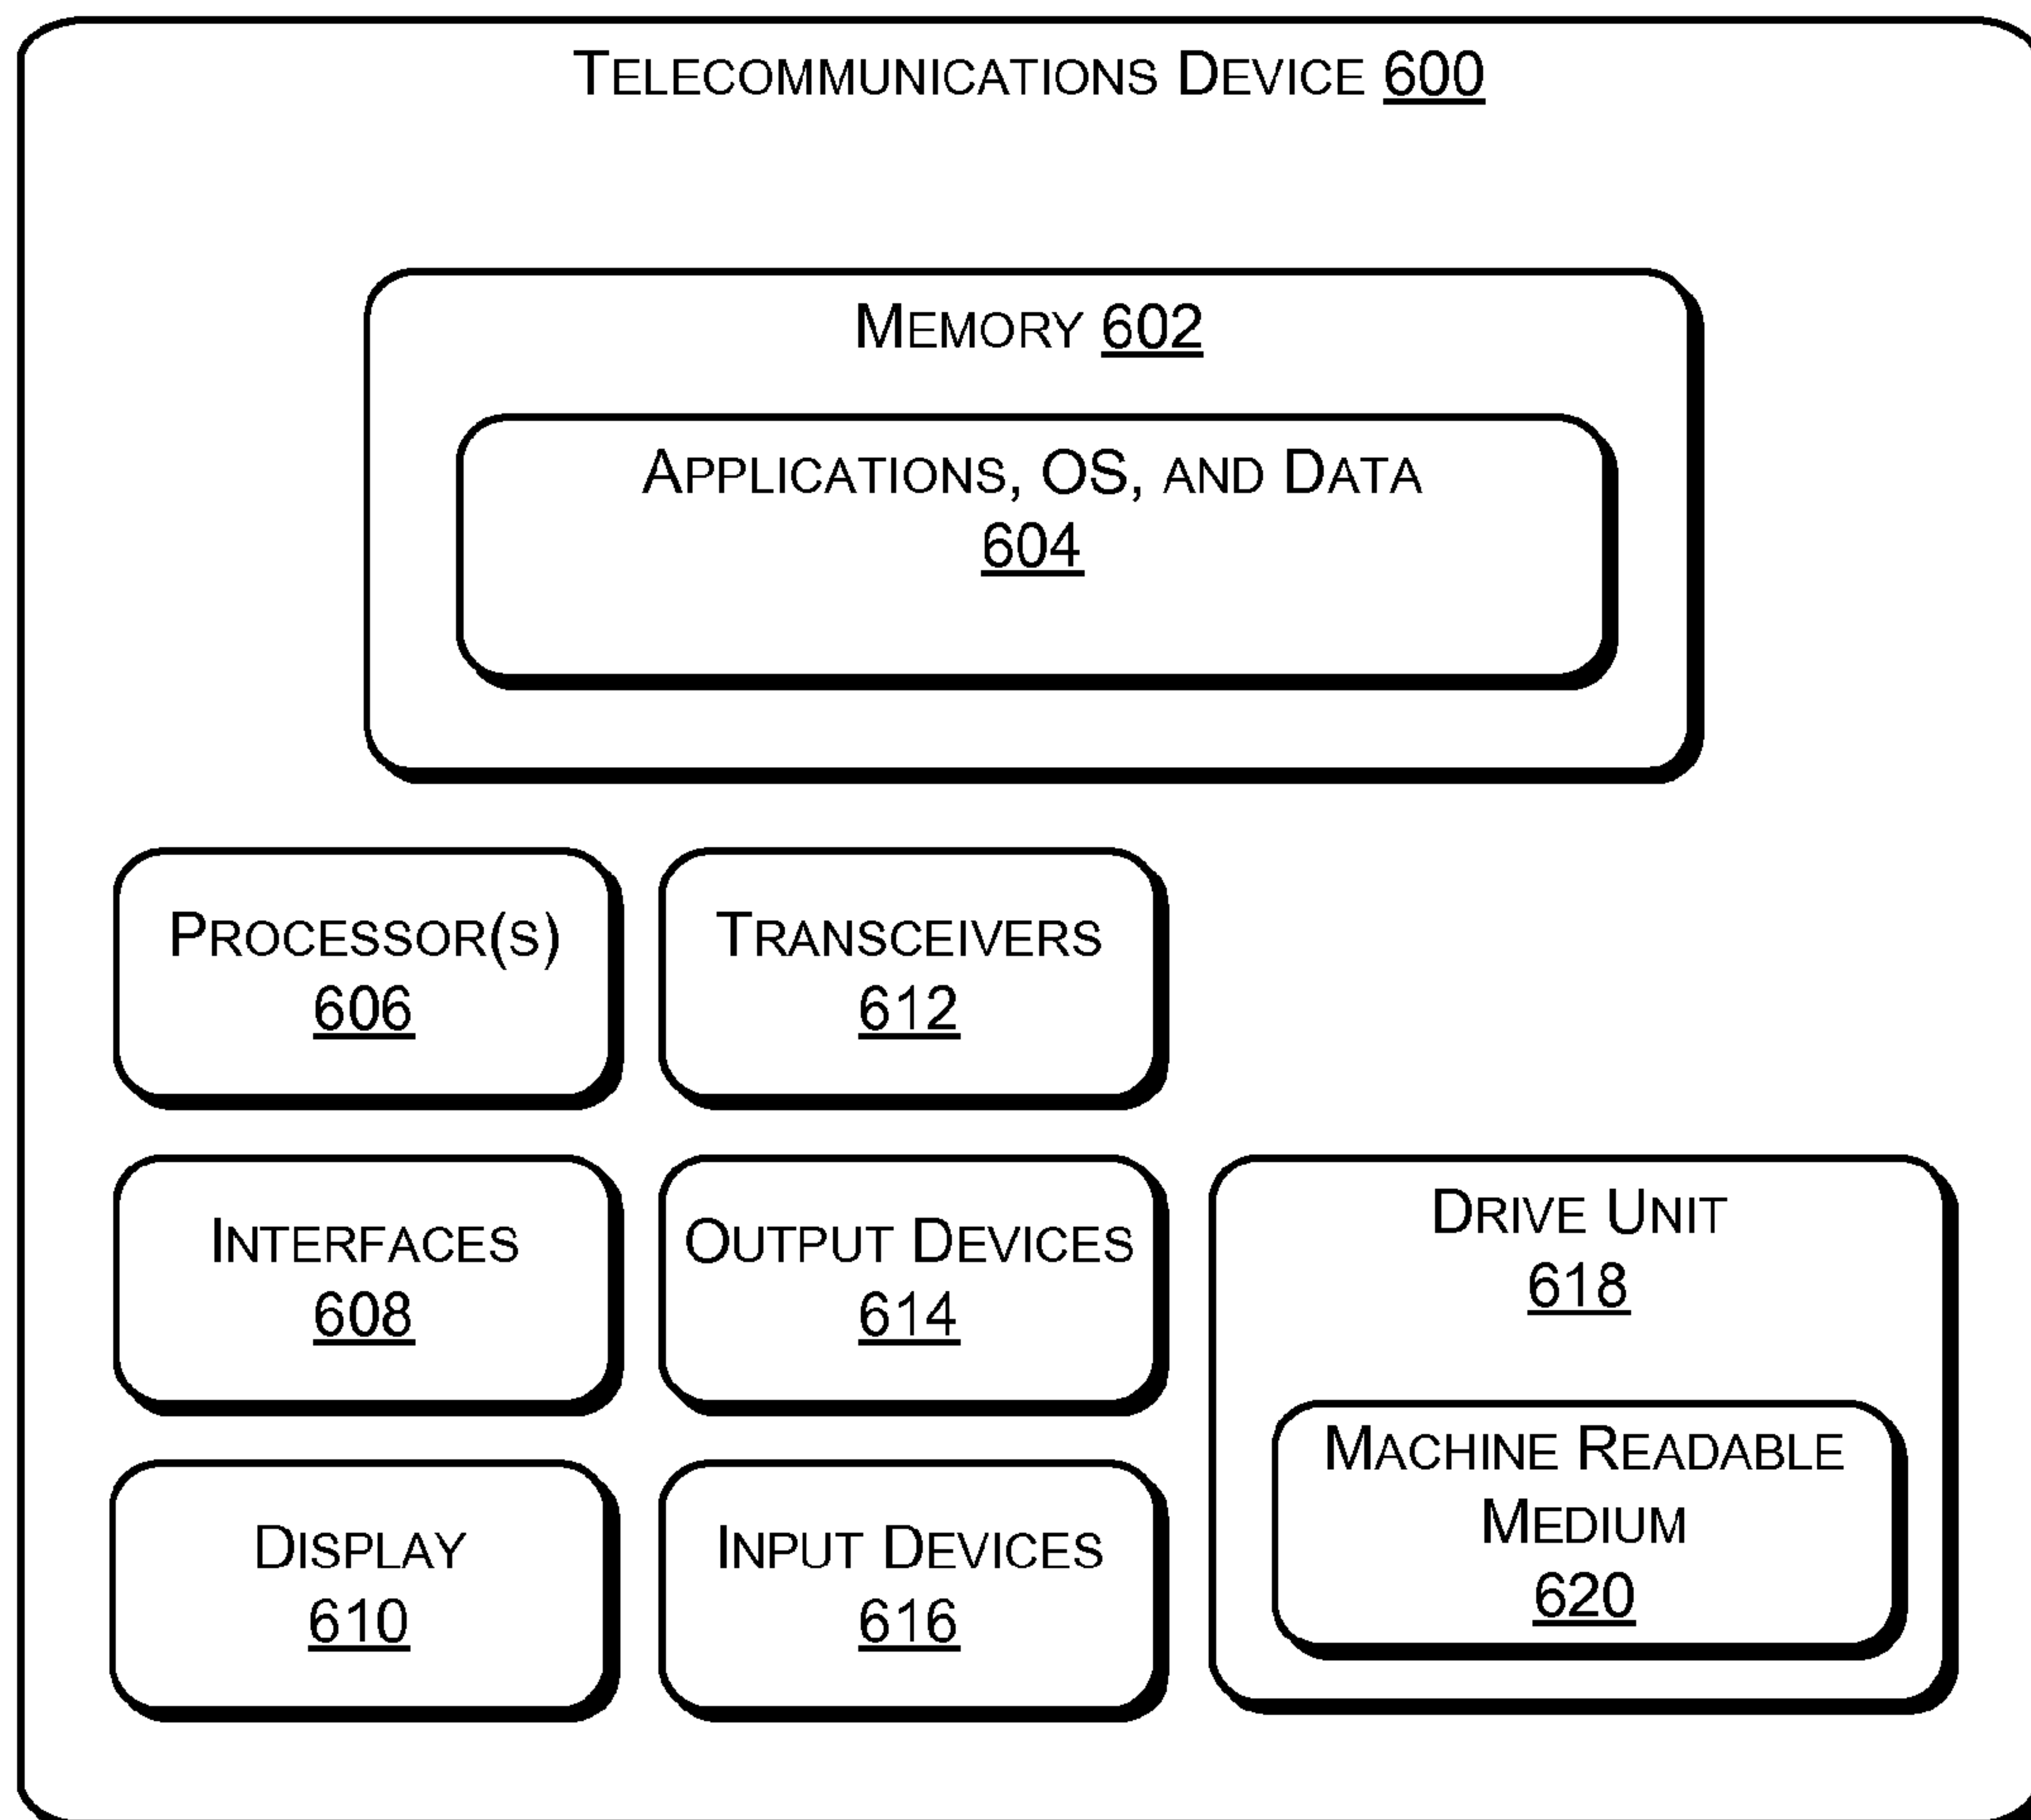 TELECOMMUNICATIONS DEVICE 600
MEMORY 602
APPLICATIONS, OS, AND DATA
604
PROCESSOR(S)
606
TRANSCEIVERS
612
INTERFACES
608
OUTPUT DEVICES
614
DRIVE UNIT
618
DISPLAY
610
INPUT DEVICES
616
MACHINE READABLE
MEDIUM
620